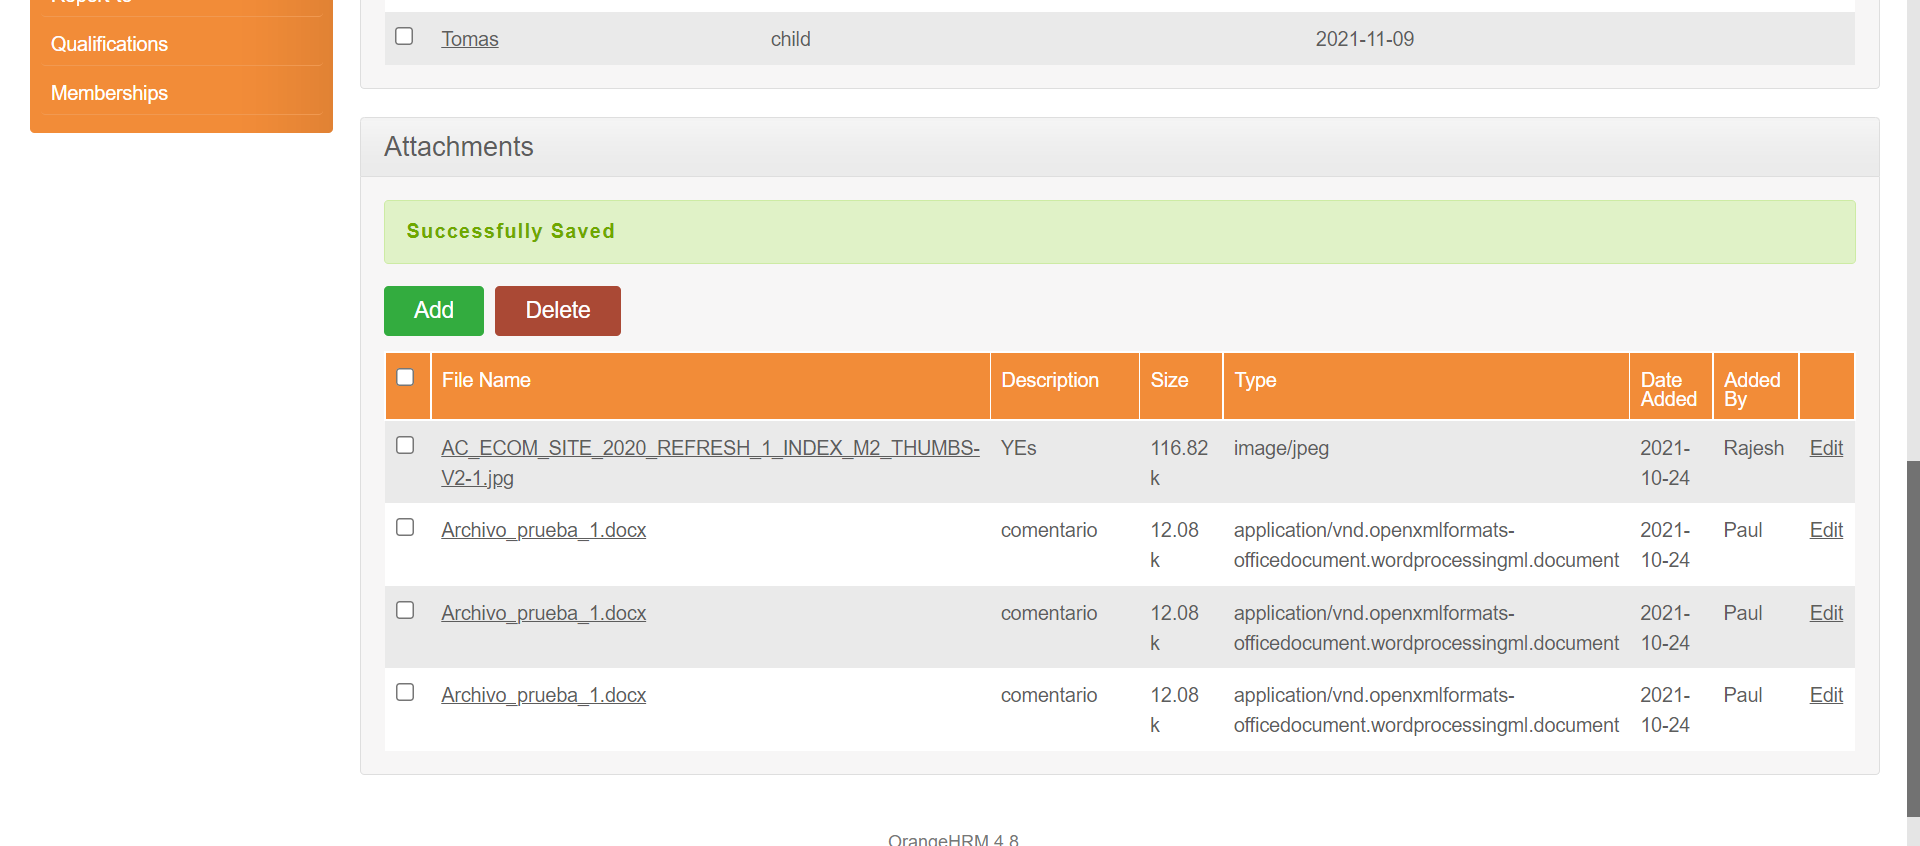 Report to
Qualifications
Memberships
Tomas child 2021-11-09
Attachments
Successfully Saved
Add Delete
File Name Description Size Type Date Added Added By
AC_ECOM_SITE_2020_REFRESH_1_INDEX_M2_THUMBS- YEs 116.82 image/jpeg 2021- Rajesh Edit
V2-1.jpg k 10-24
Archivo_prueba_1.docx comentario 12.08 application/vnd.openxmlformats- 2021- Paul Edit
k officedocument.wordprocessingml.document 10-24
Archivo_prueba_1.docx comentario 12.08 application/vnd.openxmlformats- 2021- Paul Edit
k officedocument.wordprocessingml.document 10-24
Archivo_prueba_1.docx comentario 12.08 application/vnd.openxmlformats- 2021- Paul Edit
k officedocument.wordprocessingml.document 10-24
OrangeHRM 4.8